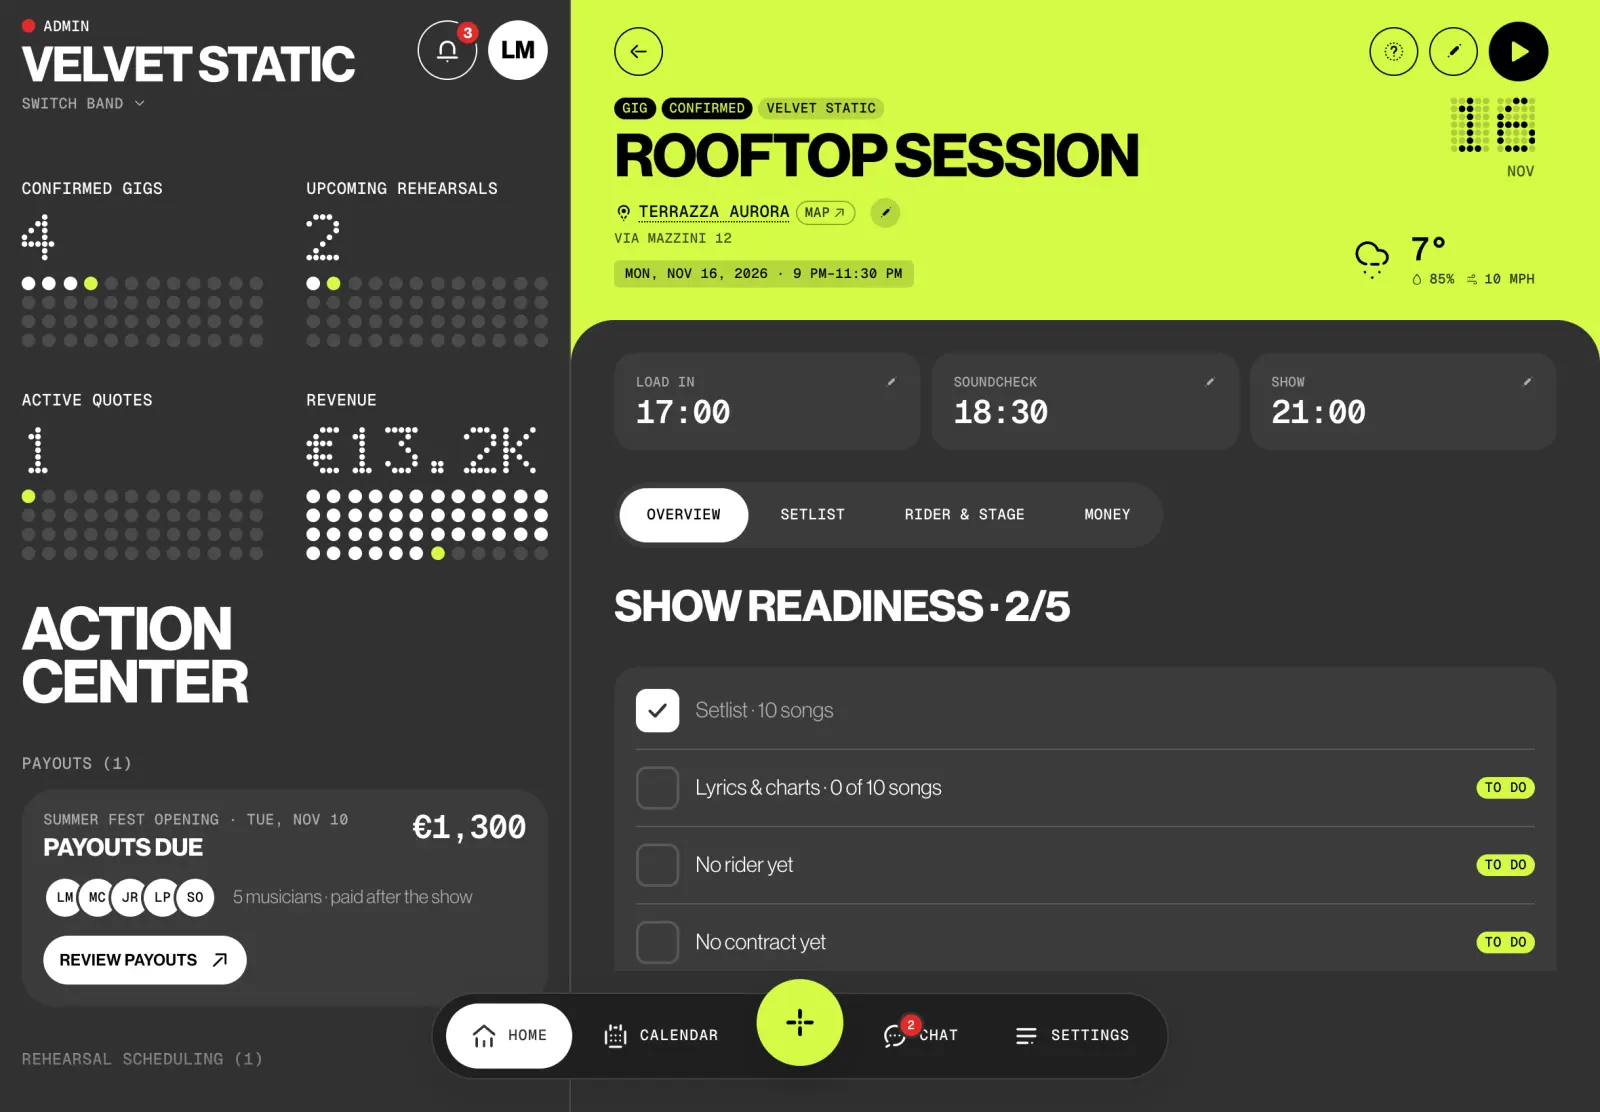 ADMIN
VELVET STATIC
SWITCH BAND
3
LM
CONFIRMED GIGS
4
UPCOMING REHEARSALS
2
ACTIVE QUOTES
1
REVENUE
€13.2K
ACTION
CENTER
PAYOUTS (1)
SUMMER FEST OPENING · TUE, NOV 10
PAYOUTS DUE
€1,300
LM MC JR LP SO
5 musicians · paid after the show
REVIEW PAYOUTS
REHEARSAL SCHEDULING (1)
GIG CONFIRMED VELVET STATIC
ROOFTOP SESSION
16
NOV
TERRAZZA AURORA MAP
VIA MAZZINI 12
MON, NOV 16, 2026 · 9 PM–11:30 PM
7°
85% 10 MPH
LOAD IN
17:00
SOUNDCHECK
18:30
SHOW
21:00
OVERVIEW SETLIST RIDER & STAGE MONEY
SHOW READINESS · 2/5
Setlist · 10 songs
Lyrics & charts · 0 of 10 songs TO DO
No rider yet TO DO
No contract yet TO DO
HOME CALENDAR 2 CHAT SETTINGS